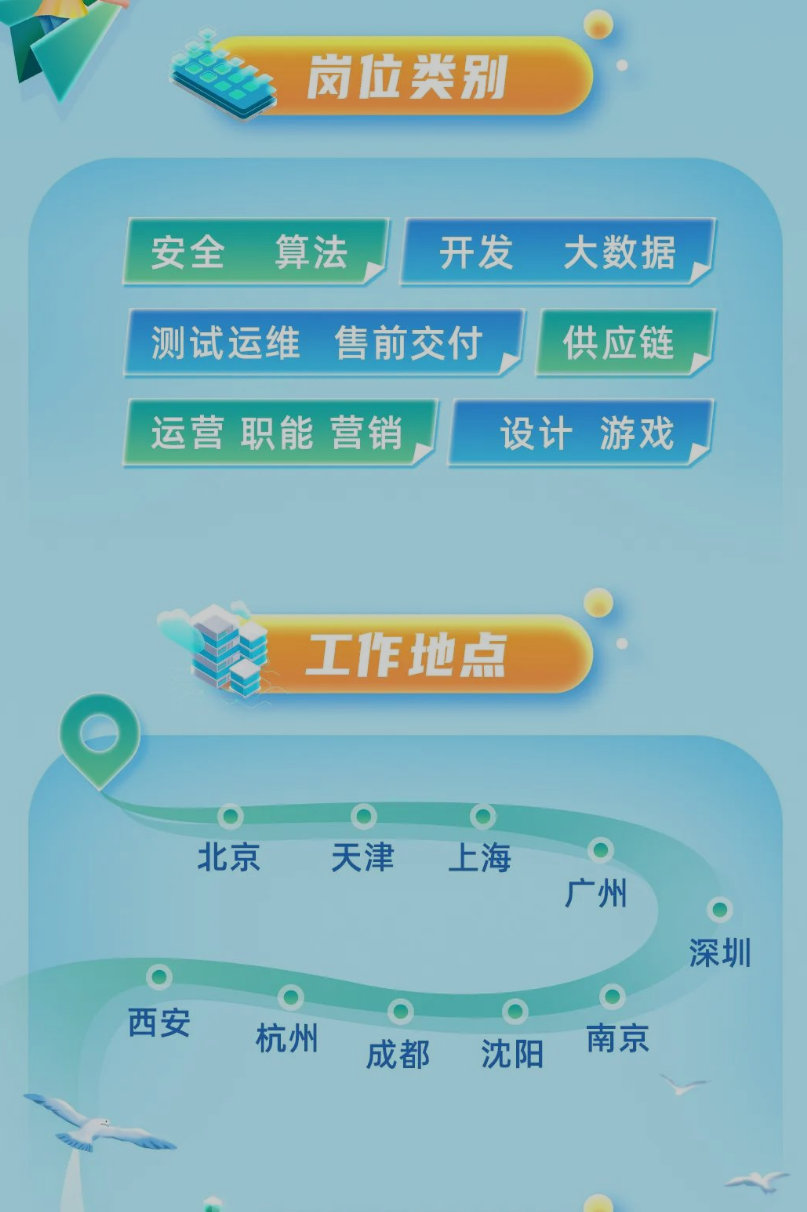 岗位类别
安全 算法 开发 大数据
测试运维 售前交付 供应链
运营 职能 营销 设计 游戏
工作地点
北京 天津 上海
广州
深圳
西安 杭州 成都 沈阳 南京